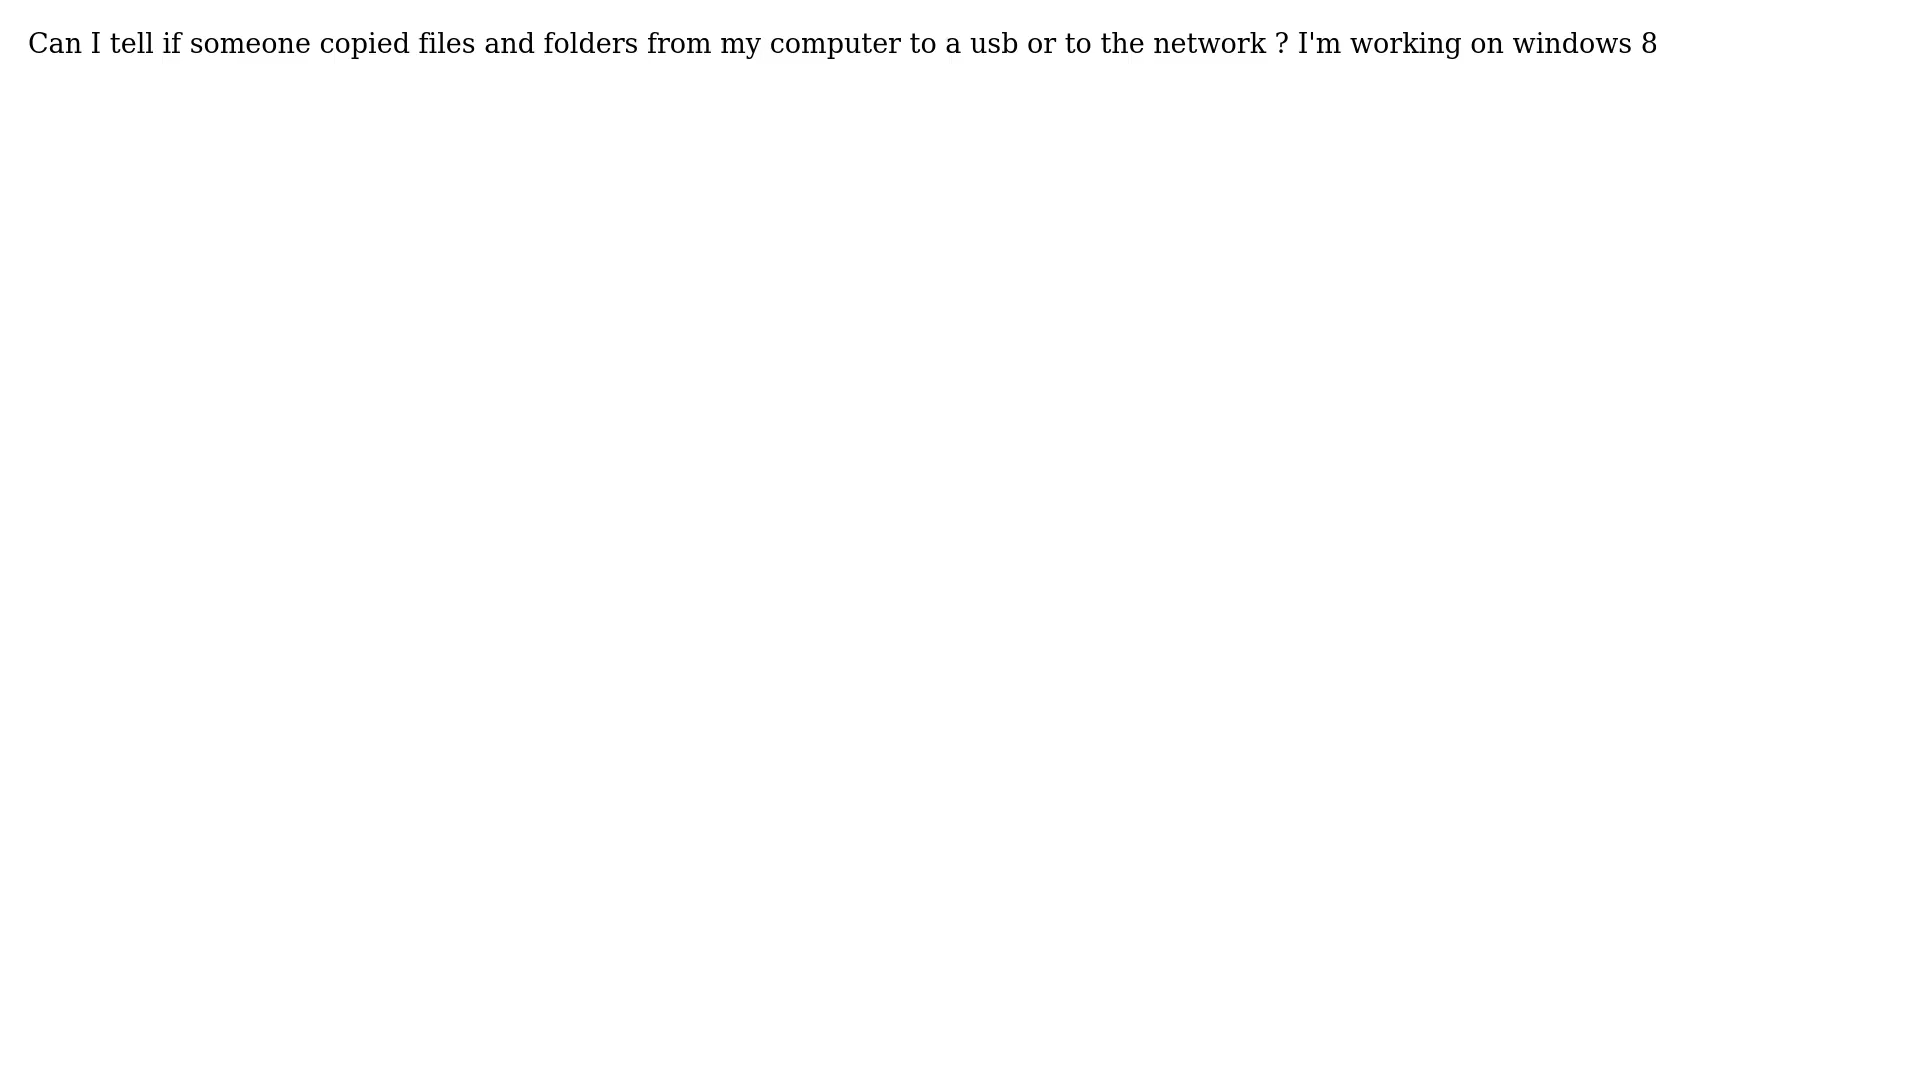 Can I tell if someone copied files and folders from my computer to a usb or to the network ? I'm working on windows 8